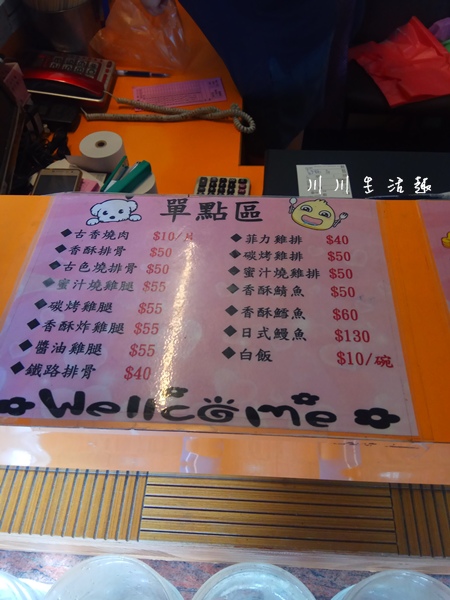 川川生活趣
單點區
◆古香燒肉 $10/片
◆香酥排骨 $50
◆古色燒排骨 $50
◆蜜汁燒雞腿 $55
◆碳烤雞腿 $55
◆香酥炸雞腿 $55
◆醬油雞腿 $55
◆鐵路排骨 $40
◆菲力雞排 $40
◆碳烤雞排 $50
◆蜜汁燒雞排 $50
◆香酥鯖魚 $50
◆香酥鱈魚 $60
◆日式鰻魚 $130
◆白飯 $10/碗
Wellcome